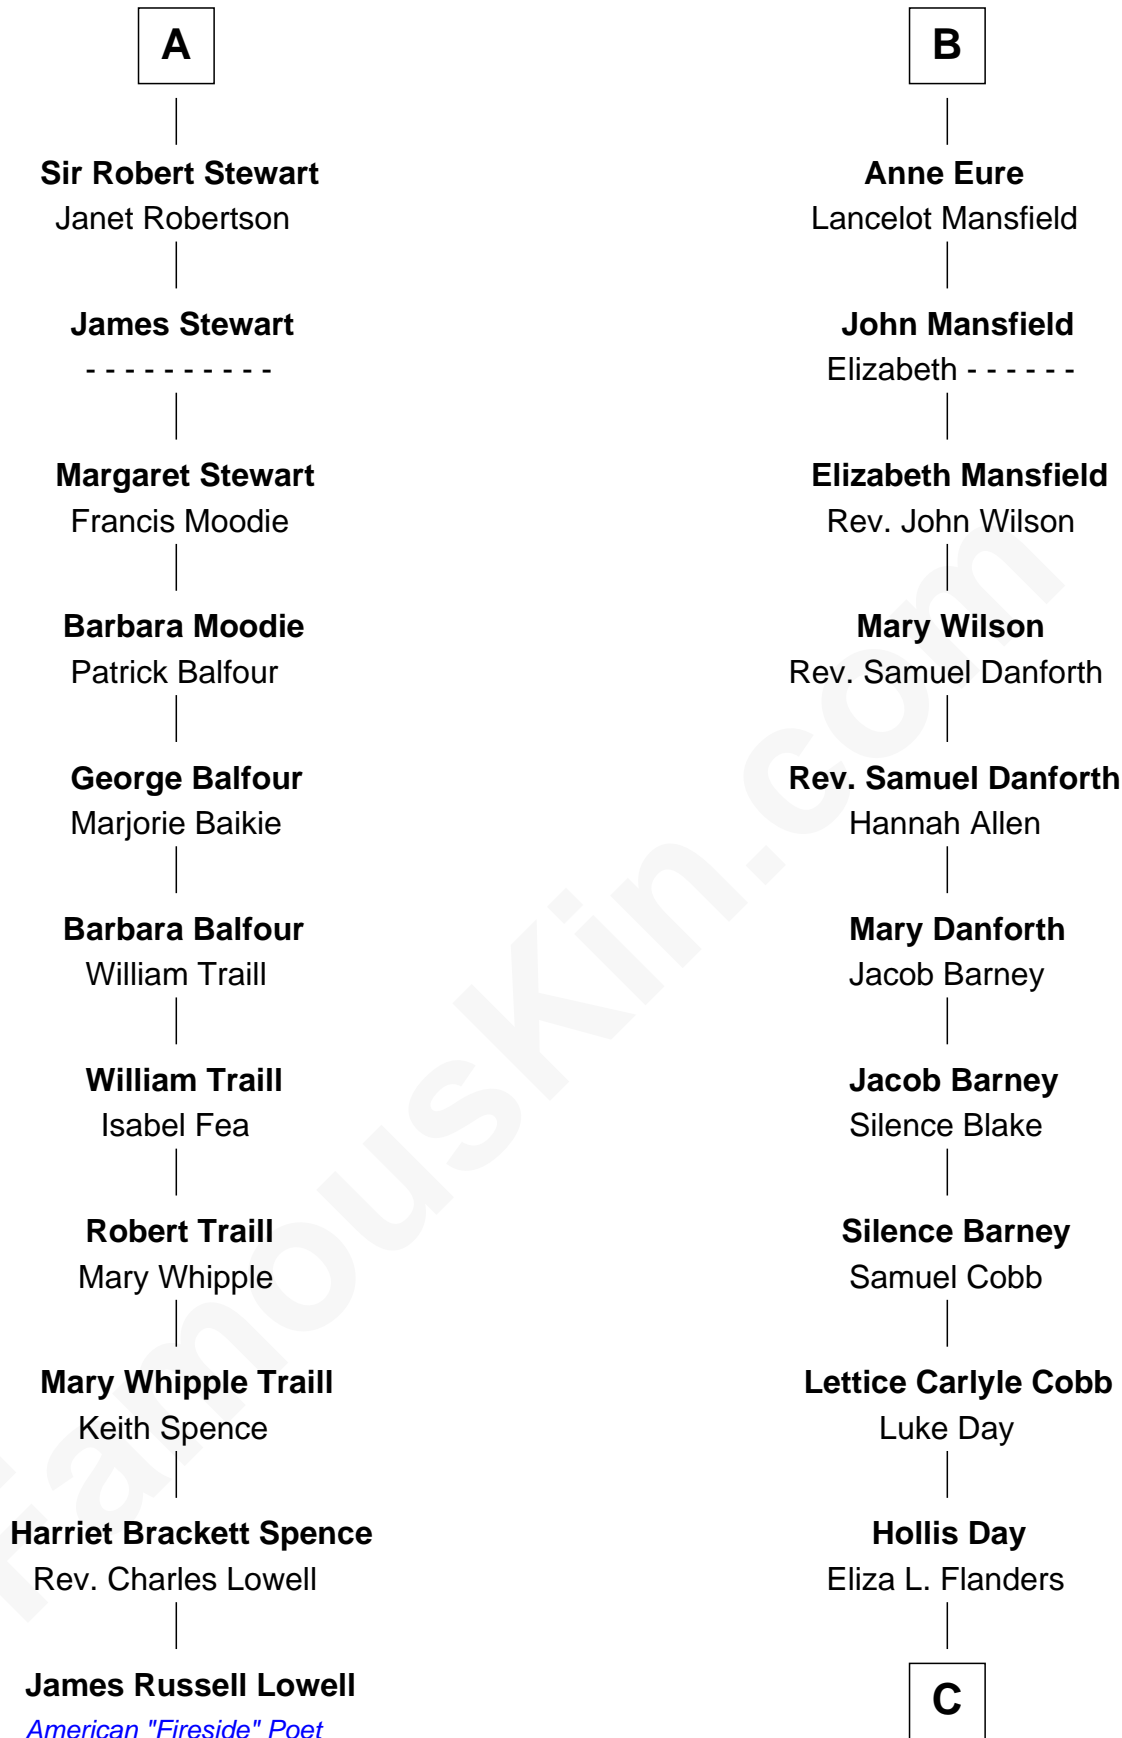 A
Sir Robert Stewart
Janet Robertson
James Stewart
- - - - - - - - - -
Margaret Stewart
Francis Moodie
Barbara Moodie
Patrick Balfour
George Balfour
Marjorie Baikie
Barbara Balfour
William Traill
William Traill
Isabel Fea
Robert Traill
Mary Whipple
Mary Whipple Traill
Keith Spence
Harriet Brackett Spence
Rev. Charles Lowell
James Russell Lowell
American "Fireside" Poet
B
Anne Eure
Lancelot Mansfield
John Mansfield
Elizabeth - - - - - -
Elizabeth Mansfield
Rev. John Wilson
Mary Wilson
Rev. Samuel Danforth
Rev. Samuel Danforth
Hannah Allen
Mary Danforth
Jacob Barney
Jacob Barney
Silence Blake
Silence Barney
Samuel Cobb
Lettice Carlyle Cobb
Luke Day
Hollis Day
Eliza L. Flanders
C
FamousKin.com